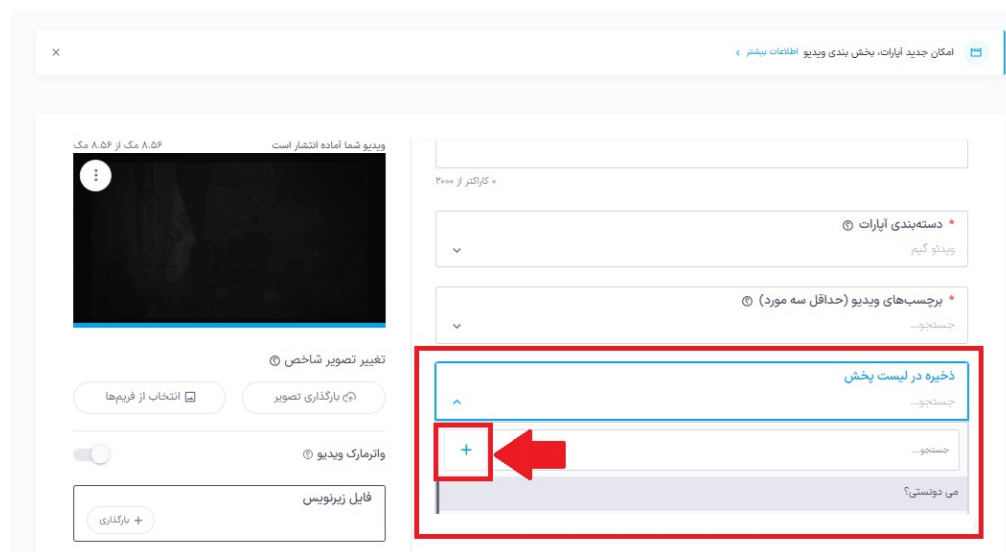 امکان جدید آپارات، بخش بندی ویدیو اطلاعات بیشتر
۰ کاراکتر از ۲۰۰۰
* دسته‌بندی آپارات
ویدئو گیم
* برچسب‌های ویدیو (حداقل سه مورد)
جستجو...
ذخیره در لیست پخش
جستجو...
جستجو...
+
می دونستی؟
ویدیو شما آماده انتشار است ۸.۵۶ مگ از ۸.۵۶ مگ
تغییر تصویر شاخص
بارگذاری تصویر انتخاب از فریم‌ها
واترمارک ویدیو
فایل زیرنویس
+ بارگذاری